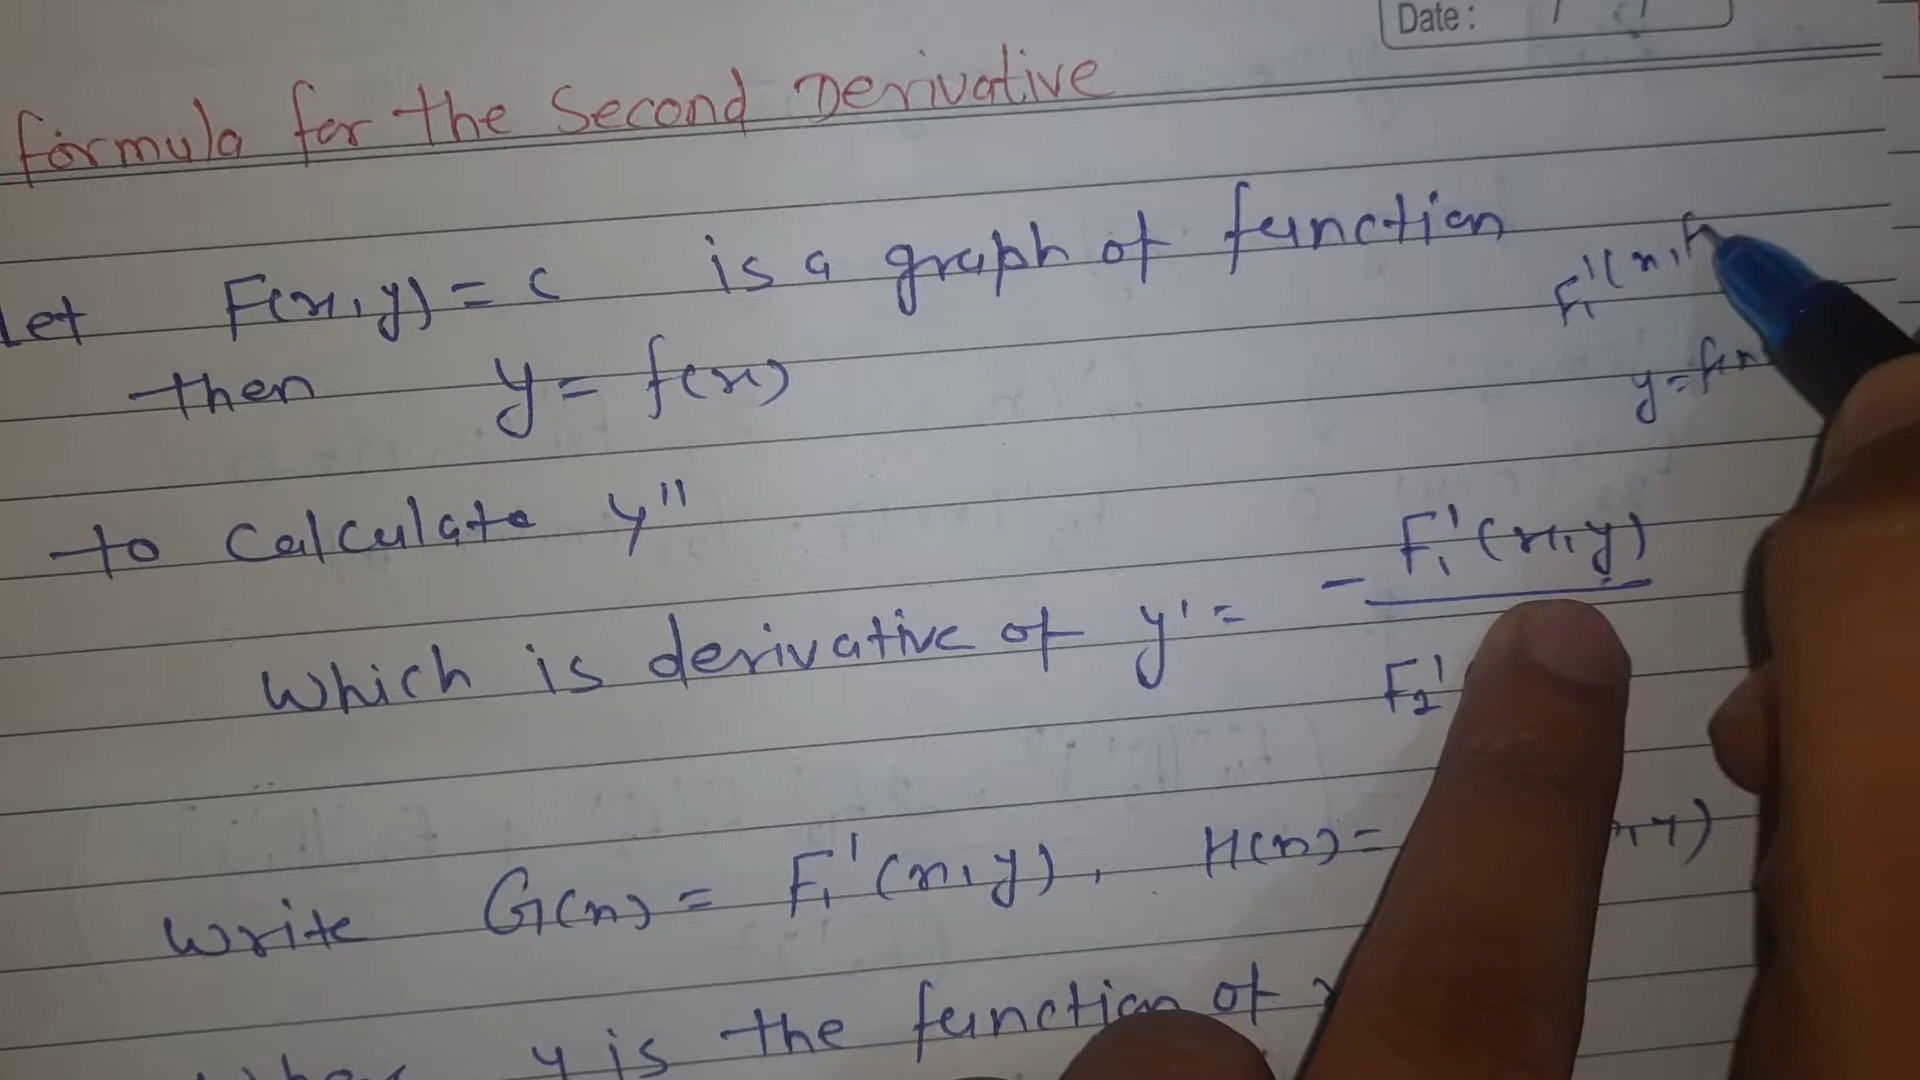 Date : / /
formula for the Second Derivative
Let F(x,y) = c is a graph of function
F₁'(x,f
then y = f(x)
y=f(x
to Calculate y''
which is derivative of y' = - F₁'(x,y)
F₂'
write G(x) = F₁'(x,y), H(x) = ,y)
y is the function of